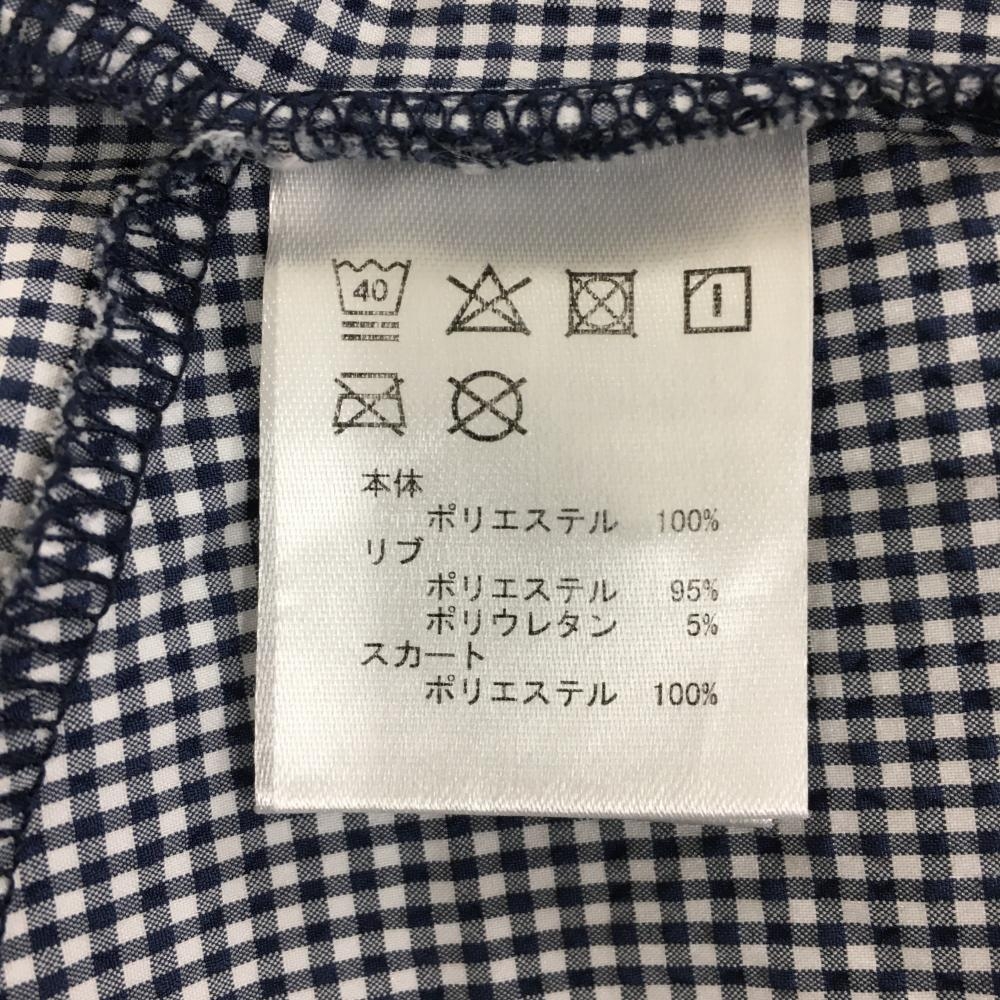 40
本体
ポリエステル 100%
リブ
ポリエステル 95%
ポリウレタン 5%
スカート
ポリエステル 100%